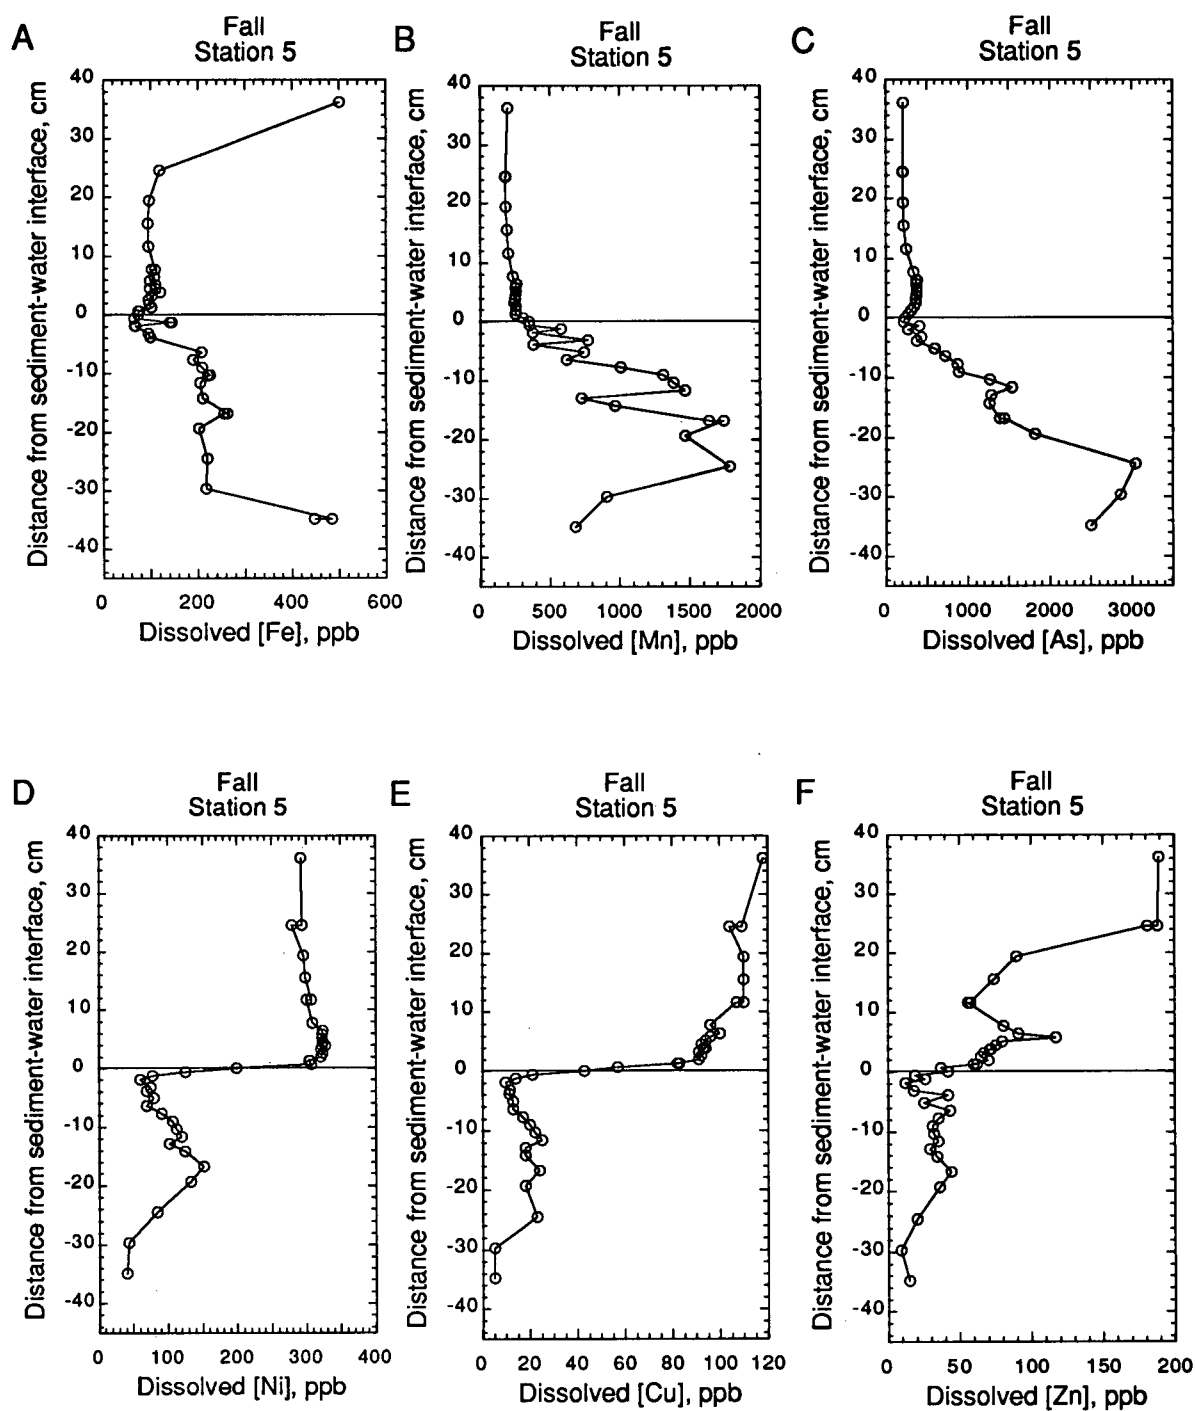 A
Fall
Station 5
Distance from sediment-water interface, cm
40
30
20
10
0
-10
-20
-30
-40
0 200 400 600
Dissolved [Fe], ppb
B
Fall
Station 5
Distance from sediment-water interface, cm
40
30
20
10
0
-10
-20
-30
-40
0 500 1000 1500 2000
Dissolved [Mn], ppb
C
Fall
Station 5
Distance from sediment-water interface, cm
40
30
20
10
0
-10
-20
-30
-40
0 1000 2000 3000
Dissolved [As], ppb
D
Fall
Station 5
Distance from sediment-water interface, cm
40
30
20
10
0
-10
-20
-30
-40
0 100 200 300 400
Dissolved [Ni], ppb
E
Fall
Station 5
Distance from sediment-water interface, cm
40
30
20
10
0
-10
-20
-30
-40
0 20 40 60 80 100 120
Dissolved [Cu], ppb
F
Fall
Station 5
Distance from sediment-water interface, cm
40
30
20
10
0
-10
-20
-30
-40
0 50 100 150 200
Dissolved [Zn], ppb